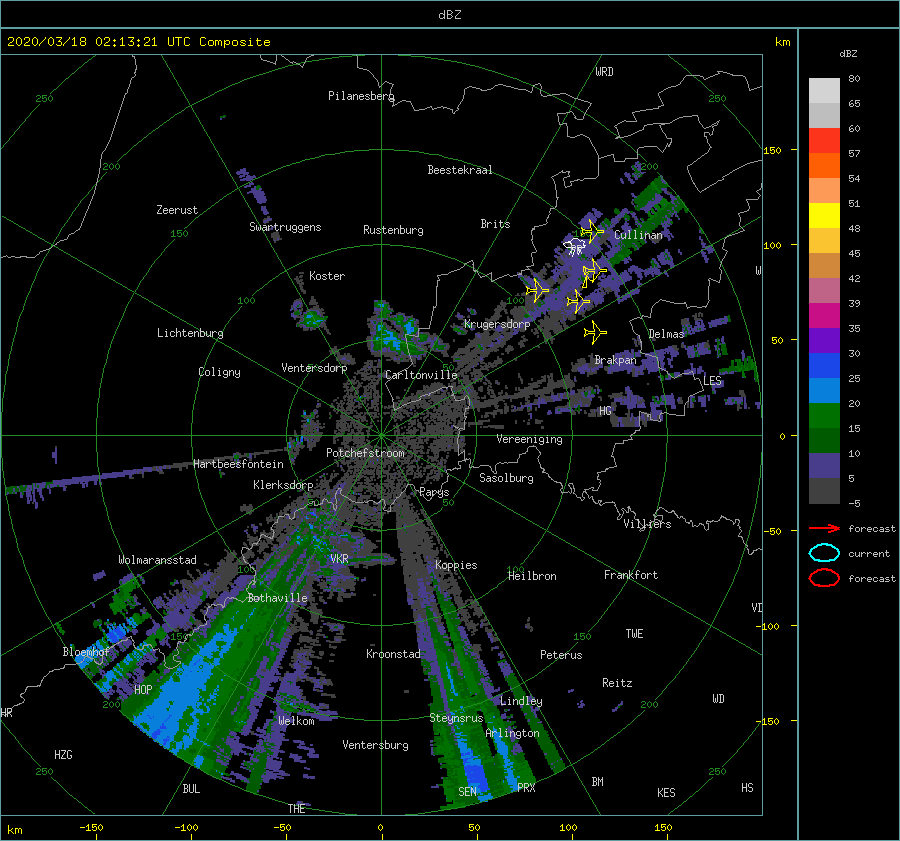 dBZ
2020/03/18 02:13:21 UTC Composite
km
dBZ
WRD
250
Pilanesberg
250
80
65
60
57
54
51
48
45
42
39
35
30
25
20
15
10
5
-5
150
200
Beestekraal
200
Zeerust
150
Swartruggens
Rustenburg
Brits
Cullinan
100
W
Koster
100
100
Krugersdorp
Lichtenburg
Delmas
50
Coligny
Ventersdorp
Carltonville
Brakpan
LES
50
HG
Vereeniging
0
Potchefstroom
Hartbeesfontein
Sasolburg
Klerksdorp
Parys
50
50
Villiers
-50
forecast
current
forecast
Wolmaransstad
VKR
Koppies
100
100
Heilbron
Frankfort
Bothaville
VI
-100
150
150
TWE
Bloemhof
Kroonstad
Peterus
Reitz
HOP
WD
200
Lindley
200
HR
Welkom
Steynsrus
-150
Arlington
HZG
Ventersburg
250
250
BUL
SEN
PRX
BM
KES
HS
THE
km
-150
-100
-50
0
50
100
150